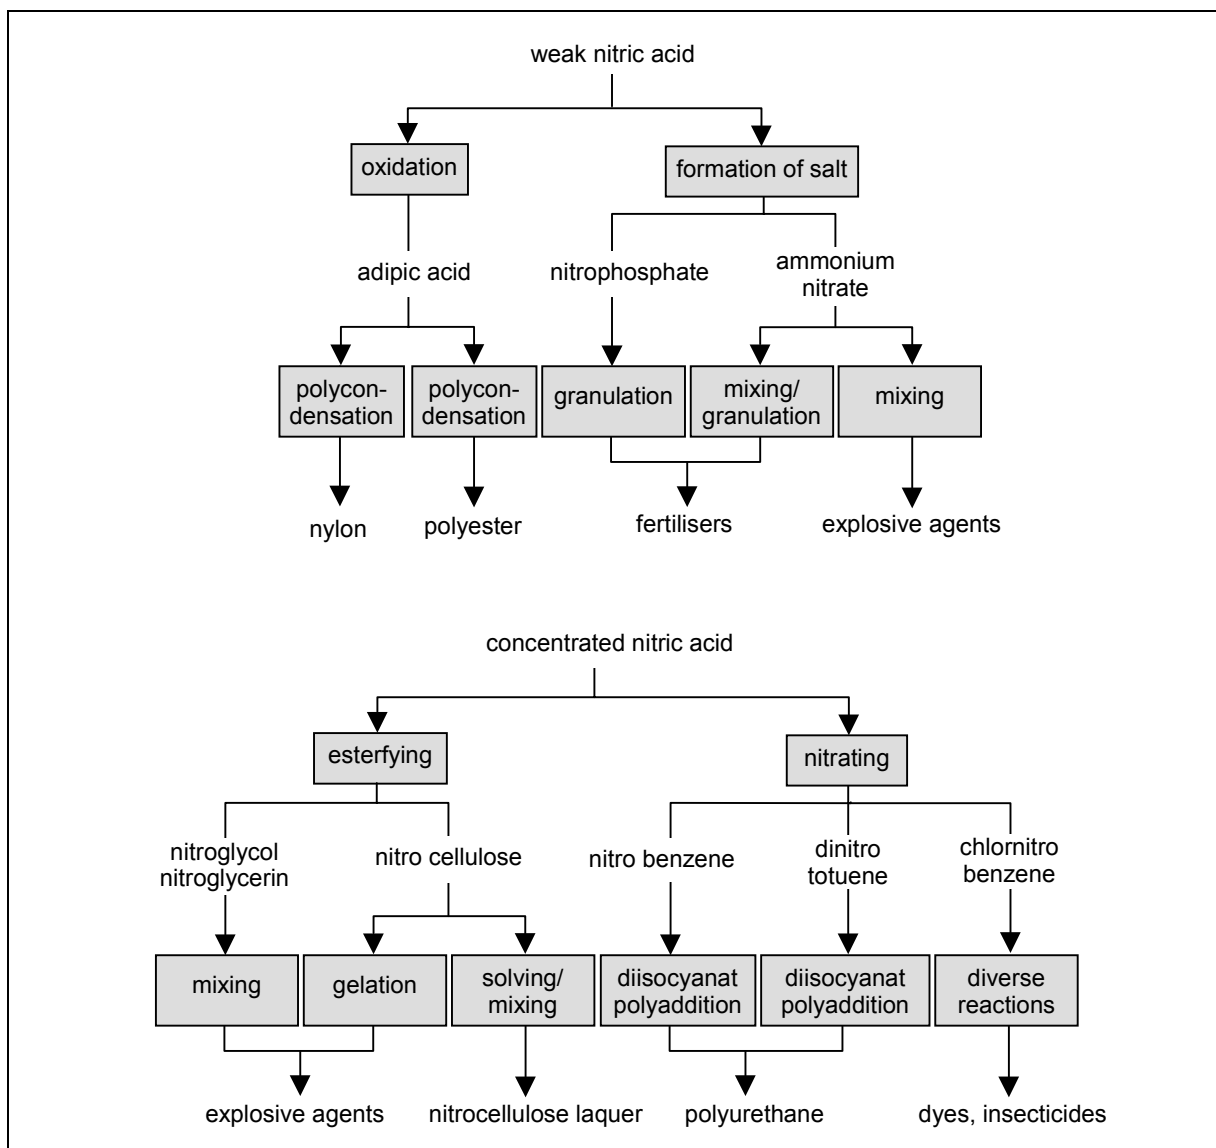 weak nitric acid
oxidation
formation of salt
adipic acid
nitrophosphate
ammonium
nitrate
polycon-
densation
polycon-
densation
granulation
mixing/
granulation
mixing
nylon
polyester
fertilisers
explosive agents
concentrated nitric acid
esterfying
nitrating
nitroglycol
nitroglycerin
nitro cellulose
nitro benzene
dinitro
totuene
chlornitro
benzene
mixing
gelation
solving/
mixing
diisocyanat
polyaddition
diisocyanat
polyaddition
diverse
reactions
explosive agents
nitrocellulose laquer
polyurethane
dyes, insecticides